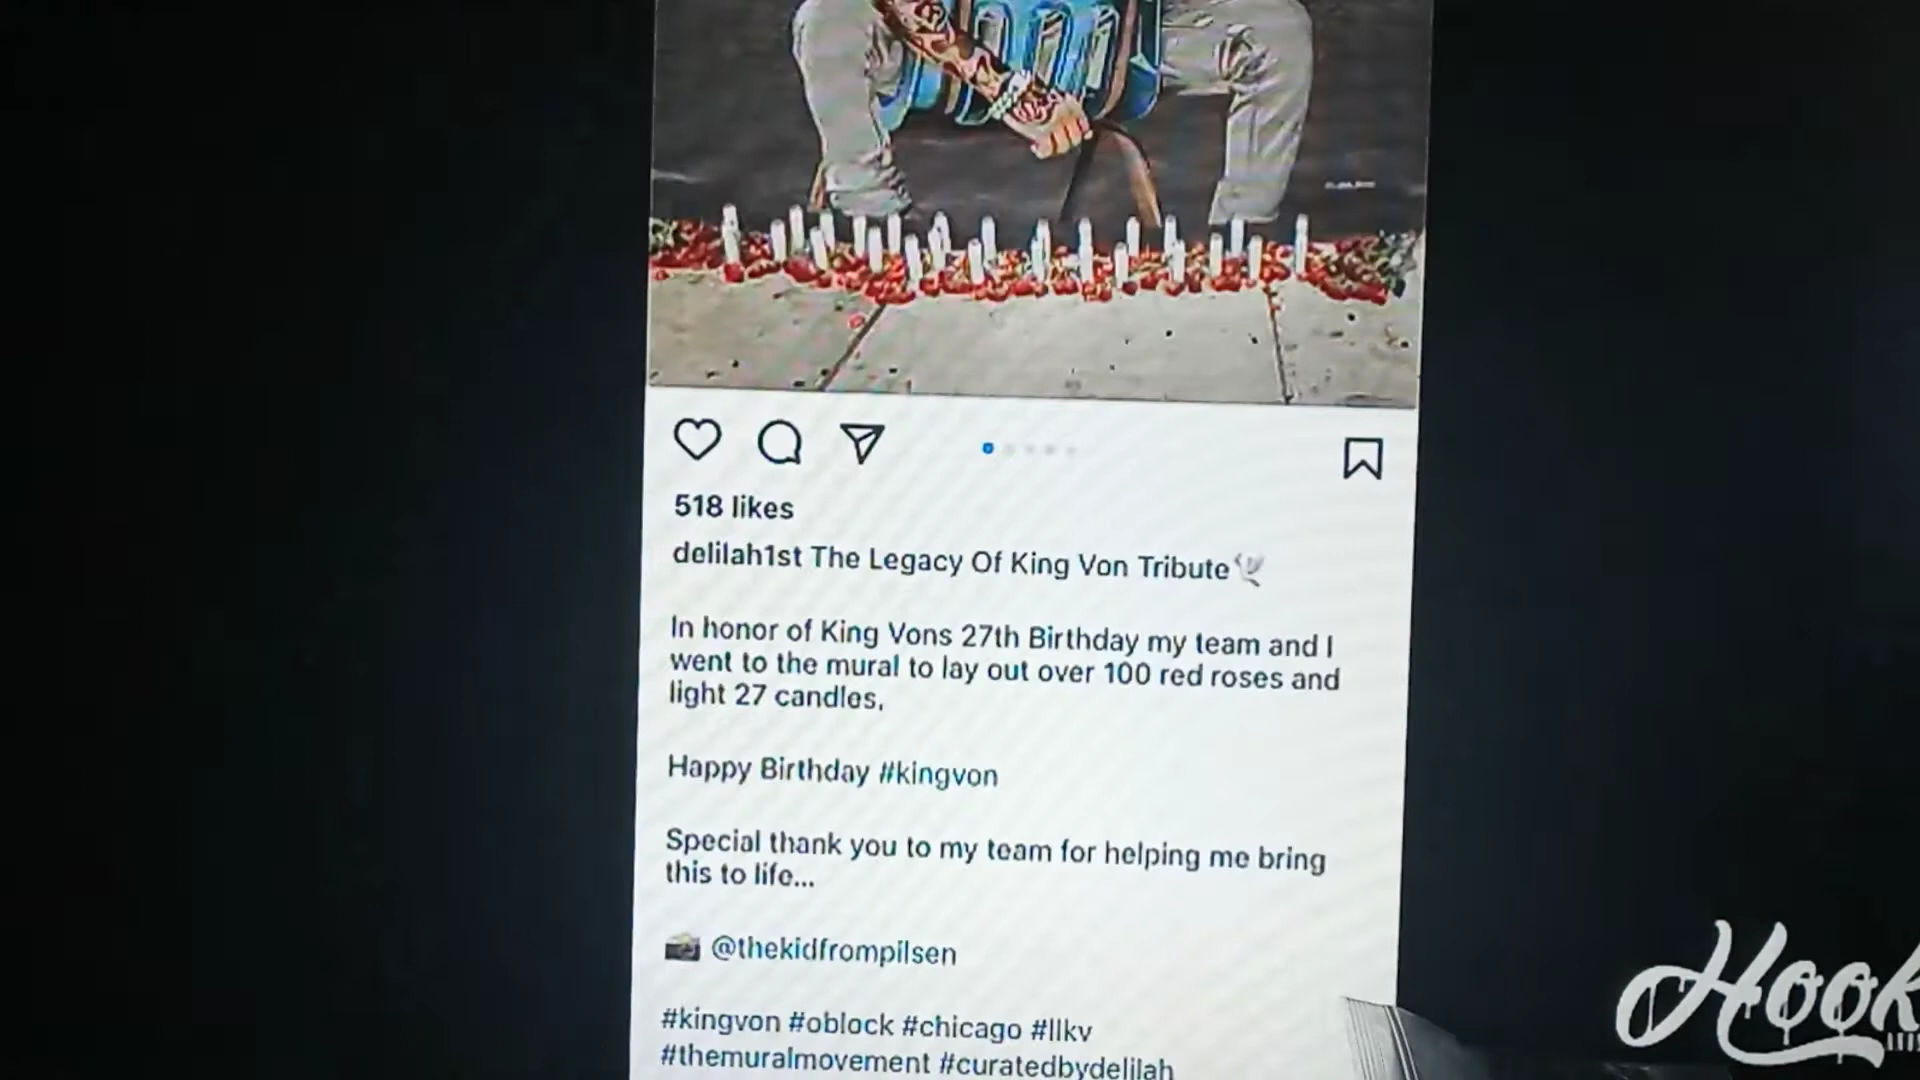 518 likes
delilah1st The Legacy Of King Von Tribute🕊
In honor of King Vons 27th Birthday my team and I
went to the mural to lay out over 100 red roses and
light 27 candles,
Happy Birthday #kingvon
Special thank you to my team for helping me bring
this to life...
📷 @thekidfrompilsen
#kingvon #oblock #chicago #llkv
#themuralmovement #curatedbydelilah
Hook